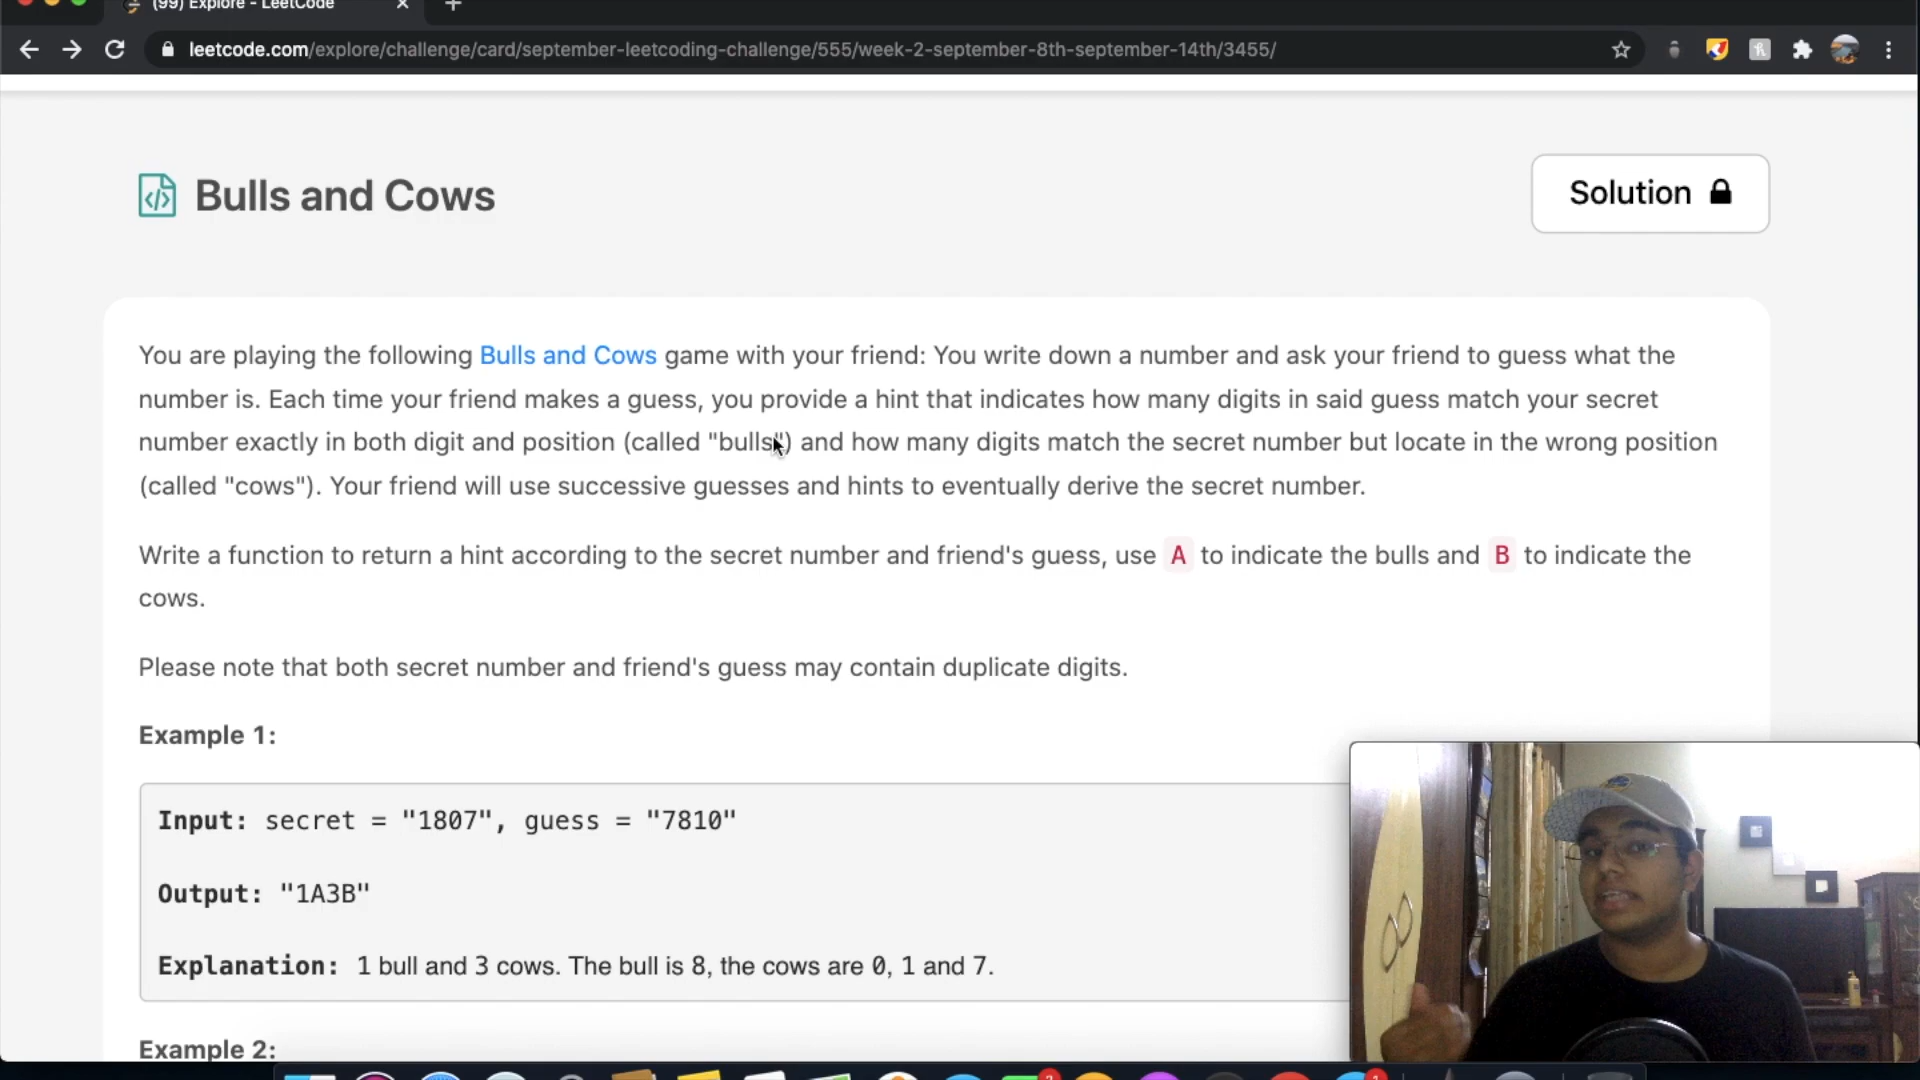 (99) Explore - LeetCode
leetcode.com/explore/challenge/card/september-leetcoding-challenge/555/week-2-september-8th-september-14th/3455/
Bulls and Cows
Solution
You are playing the following Bulls and Cows game with your friend: You write down a number and ask your friend to guess what the
number is. Each time your friend makes a guess, you provide a hint that indicates how many digits in said guess match your secret
number exactly in both digit and position (called "bulls") and how many digits match the secret number but locate in the wrong position
(called "cows"). Your friend will use successive guesses and hints to eventually derive the secret number.
Write a function to return a hint according to the secret number and friend's guess, use A to indicate the bulls and B to indicate the
cows.
Please note that both secret number and friend's guess may contain duplicate digits.
Example 1:
Input: secret = "1807", guess = "7810"
Output: "1A3B"
Explanation: 1 bull and 3 cows. The bull is 8, the cows are 0, 1 and 7.
Example 2: